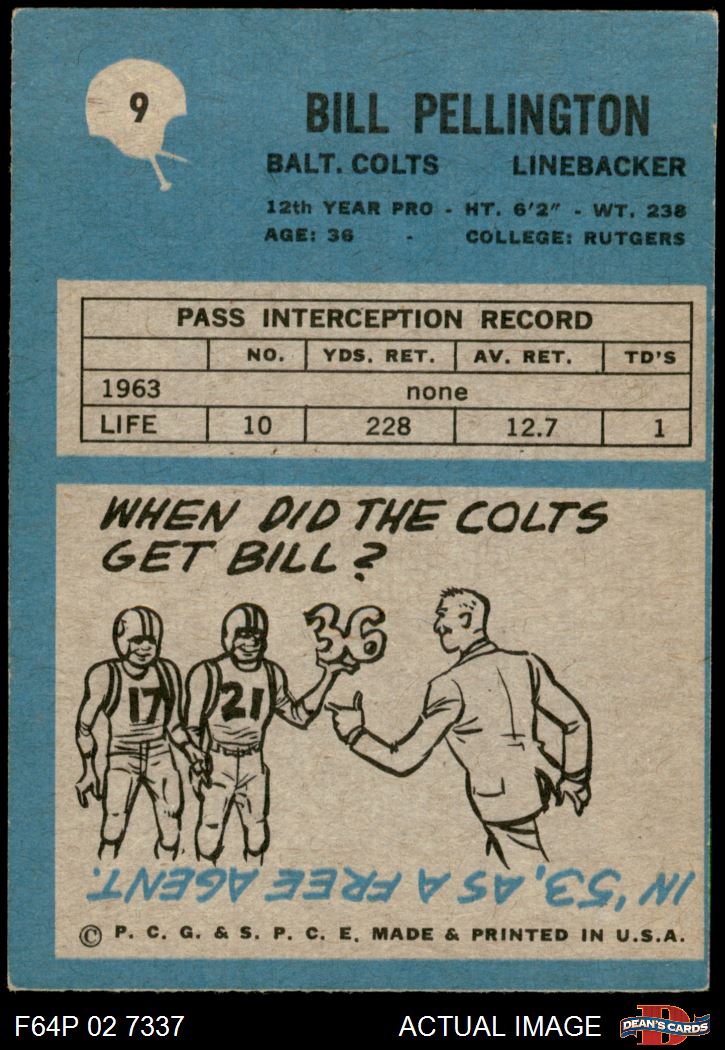 9
BILL PELLINGTON
BALT. COLTS LINEBACKER
12th YEAR PRO - HT. 6'2" - WT. 238
AGE: 36 - COLLEGE: RUTGERS
PASS INTERCEPTION RECORD
NO. YDS. RET. AV. RET. TD'S
1963 none
LIFE 10 228 12.7 1
WHEN DID THE COLTS
GET BILL?
36
17 21
IN '53, AS A FREE AGENT.
© P. C. G. & S. P. C. E. MADE & PRINTED IN U.S.A.
F64P 02 7337 ACTUAL IMAGE
D
DEAN'S CARDS